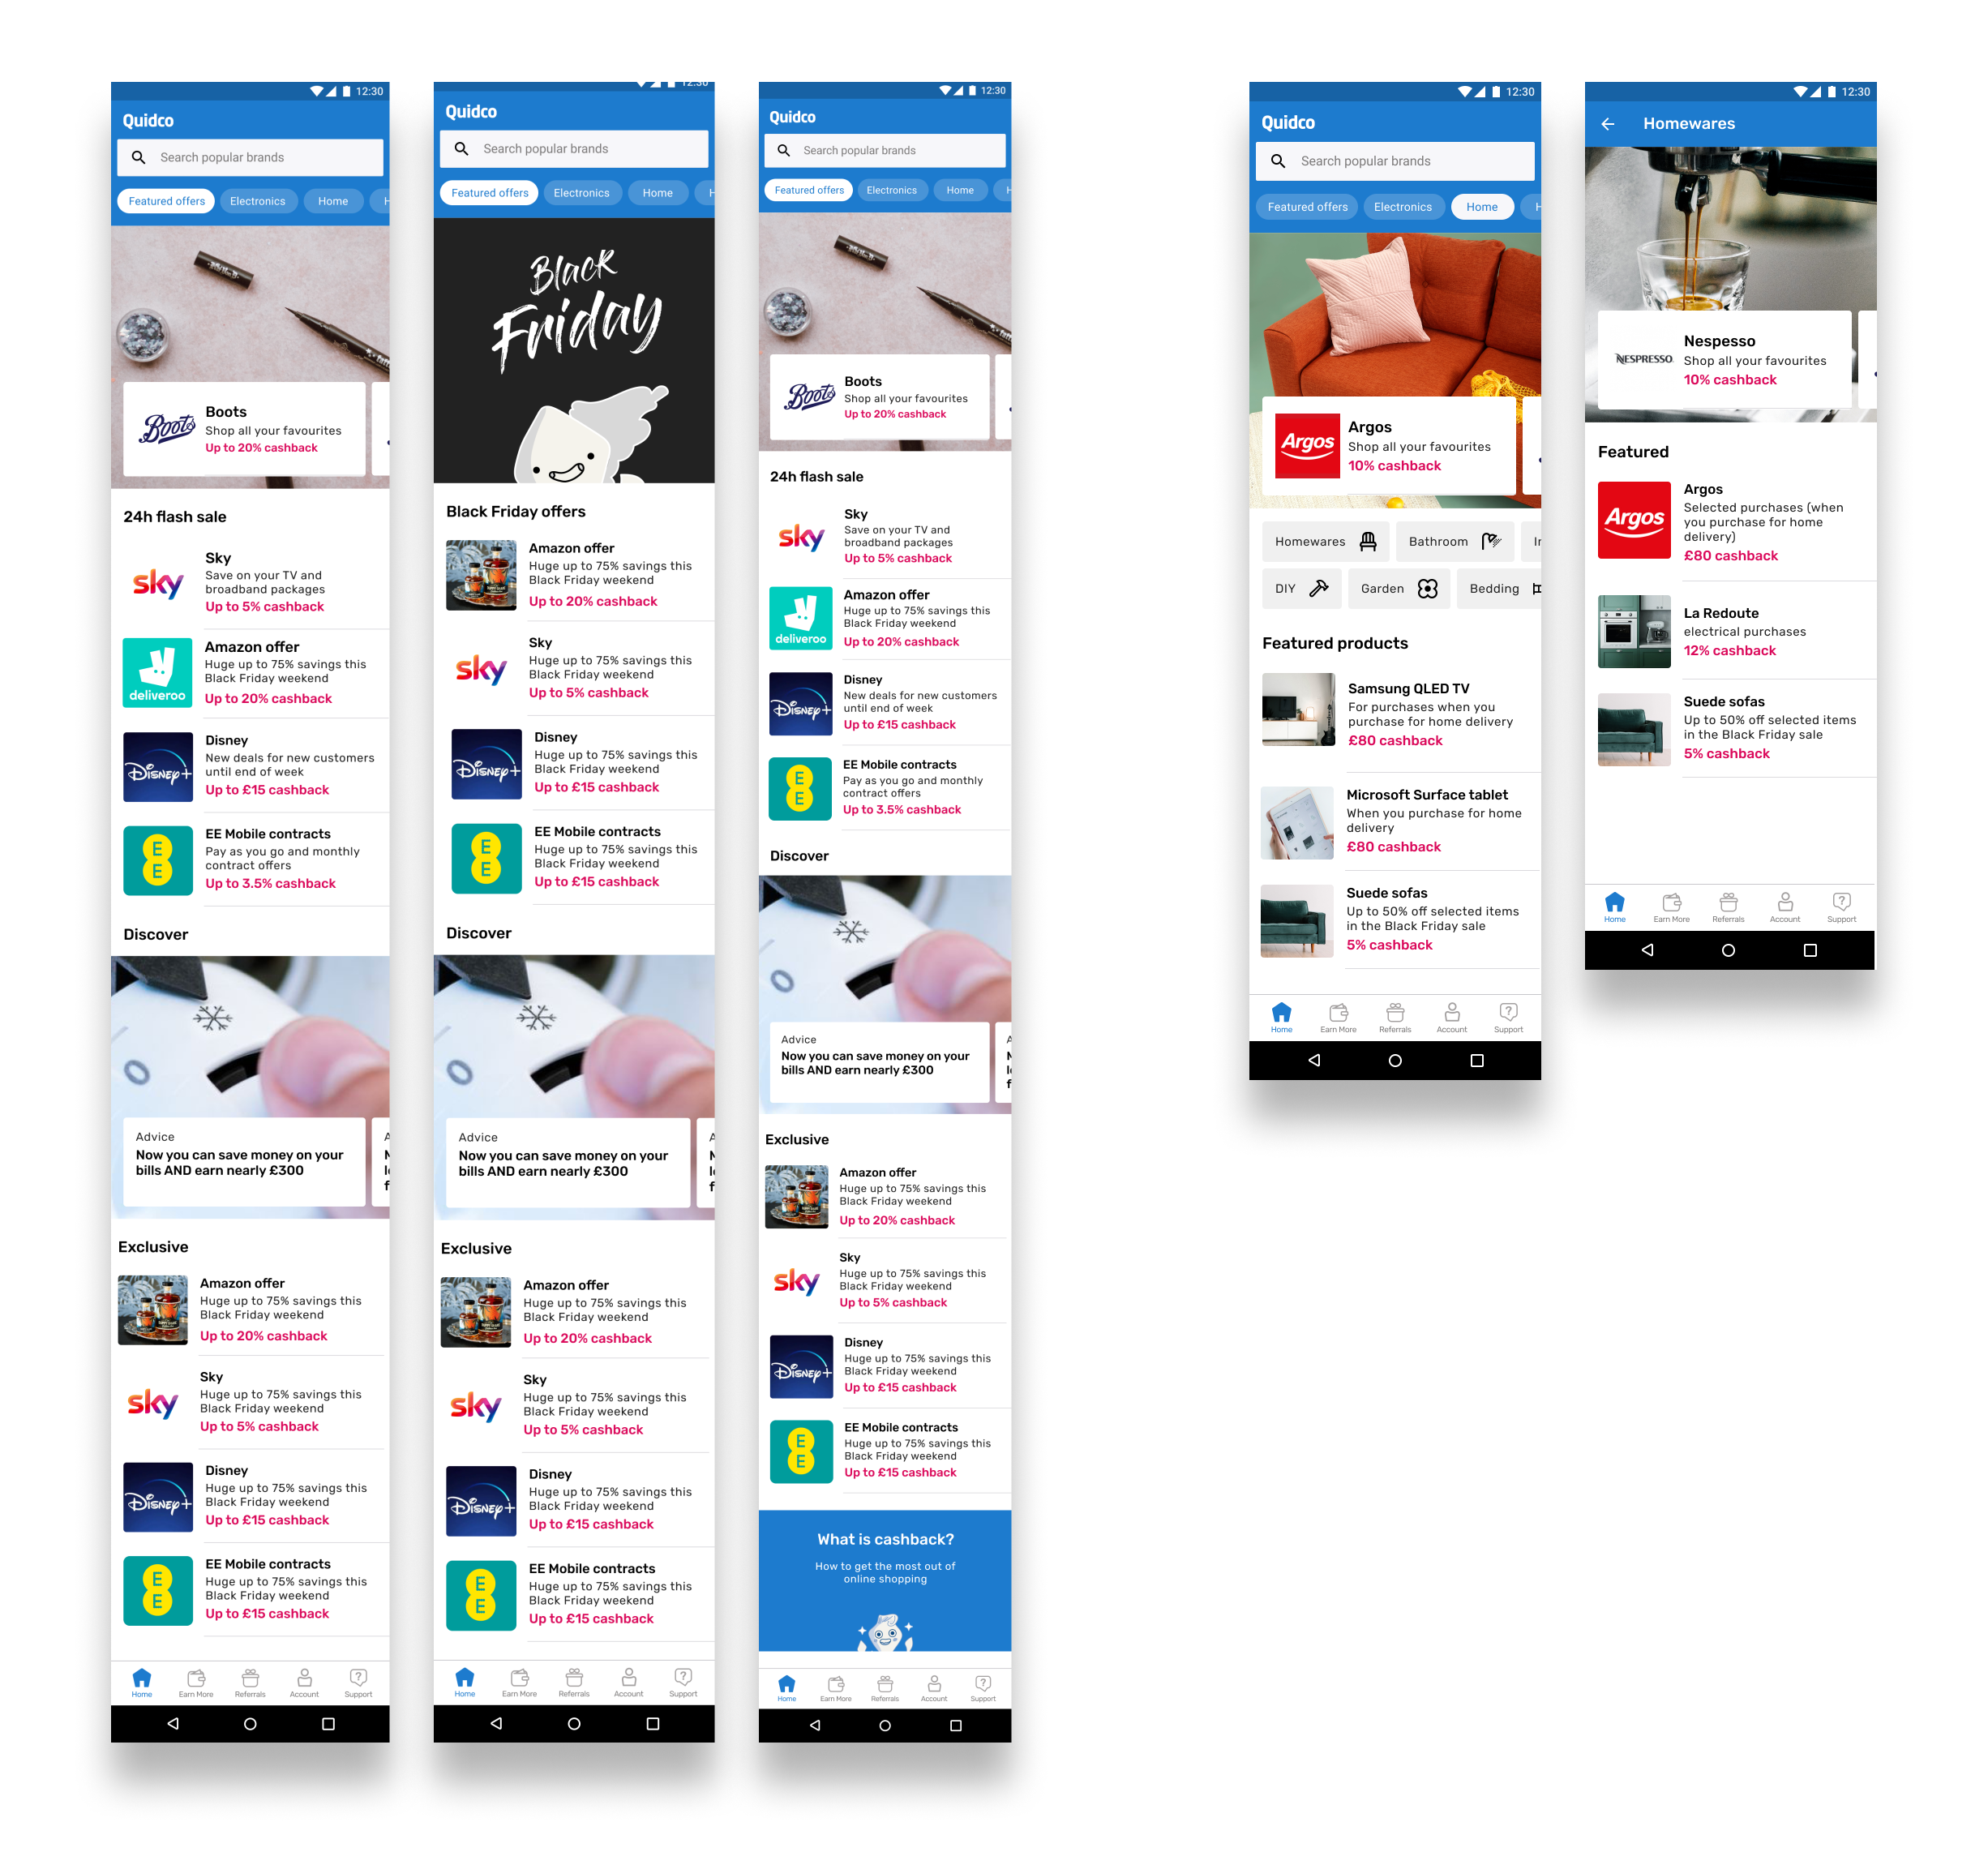 12:30
Quidco
Search popular brands
Featured offers
Electronics
Home
H
Boots
Boots
Shop all your favourites
Up to 20% cashback
24h flash sale
sky
Sky
Save on your TV and
broadband packages
Up to 5% cashback
deliveroo
Amazon offer
Huge up to 75% savings this
Black Friday weekend
Up to 20% cashback
Disney+
Disney
New deals for new customers
until end of week
Up to £15 cashback
EE
EE Mobile contracts
Pay as you go and monthly
contract offers
Up to 3.5% cashback
Discover
Advice
Now you can save money on your
bills AND earn nearly £300
Exclusive
Amazon offer
Huge up to 75% savings this
Black Friday weekend
Up to 20% cashback
sky
Sky
Huge up to 75% savings this
Black Friday weekend
Up to 5% cashback
Disney+
Disney
Huge up to 75% savings this
Black Friday weekend
Up to £15 cashback
EE
EE Mobile contracts
Huge up to 75% savings this
Black Friday weekend
Up to £15 cashback
Home
Earn More
Referrals
Account
Support
12:30
Quidco
Search popular brands
Featured offers
Electronics
Home
H
Black
Friday
Black Friday offers
Amazon offer
Huge up to 75% savings this
Black Friday weekend
Up to 20% cashback
sky
Sky
Huge up to 75% savings this
Black Friday weekend
Up to 5% cashback
Disney+
Disney
Huge up to 75% savings this
Black Friday weekend
Up to £15 cashback
EE
EE Mobile contracts
Huge up to 75% savings this
Black Friday weekend
Up to £15 cashback
Discover
Advice
Now you can save money on your
bills AND earn nearly £300
Exclusive
Amazon offer
Huge up to 75% savings this
Black Friday weekend
Up to 20% cashback
sky
Sky
Huge up to 75% savings this
Black Friday weekend
Up to 5% cashback
Disney+
Disney
Huge up to 75% savings this
Black Friday weekend
Up to £15 cashback
EE
EE Mobile contracts
Huge up to 75% savings this
Black Friday weekend
Up to £15 cashback
Home
Earn More
Referrals
Account
Support
12:30
Quidco
Search popular brands
Featured offers
Electronics
Home
H
Boots
Boots
Shop all your favourites
Up to 20% cashback
24h flash sale
sky
Sky
Save on your TV and
broadband packages
Up to 5% cashback
deliveroo
Amazon offer
Huge up to 75% savings this
Black Friday weekend
Up to 20% cashback
Disney+
Disney
New deals for new customers
until end of week
Up to £15 cashback
EE
EE Mobile contracts
Pay as you go and monthly
contract offers
Up to 3.5% cashback
Discover
Advice
Now you can save money on your
bills AND earn nearly £300
Exclusive
Amazon offer
Huge up to 75% savings this
Black Friday weekend
Up to 20% cashback
sky
Sky
Huge up to 75% savings this
Black Friday weekend
Up to 5% cashback
Disney+
Disney
Huge up to 75% savings this
Black Friday weekend
Up to £15 cashback
EE
EE Mobile contracts
Huge up to 75% savings this
Black Friday weekend
Up to £15 cashback
What is cashback?
How to get the most out of
online shopping
Home
Earn More
Referrals
Account
Support
12:30
Quidco
Search popular brands
Featured offers
Electronics
Home
H
Argos
Argos
Shop all your favourites
10% cashback
Homewares
Bathroom
DIY
Garden
Bedding
Featured products
Samsung QLED TV
For purchases when you
purchase for home delivery
£80 cashback
Microsoft Surface tablet
When you purchase for home
delivery
£80 cashback
Suede sofas
Up to 50% off selected items
in the Black Friday sale
5% cashback
Home
Earn More
Referrals
Account
Support
12:30
Homewares
NESPRESSO
Nespesso
Shop all your favourites
10% cashback
Featured
Argos
Argos
Selected purchases (when
you purchase for home
delivery)
£80 cashback
La Redoute
electrical purchases
12% cashback
Suede sofas
Up to 50% off selected items
in the Black Friday sale
5% cashback
Home
Earn More
Referrals
Account
Support